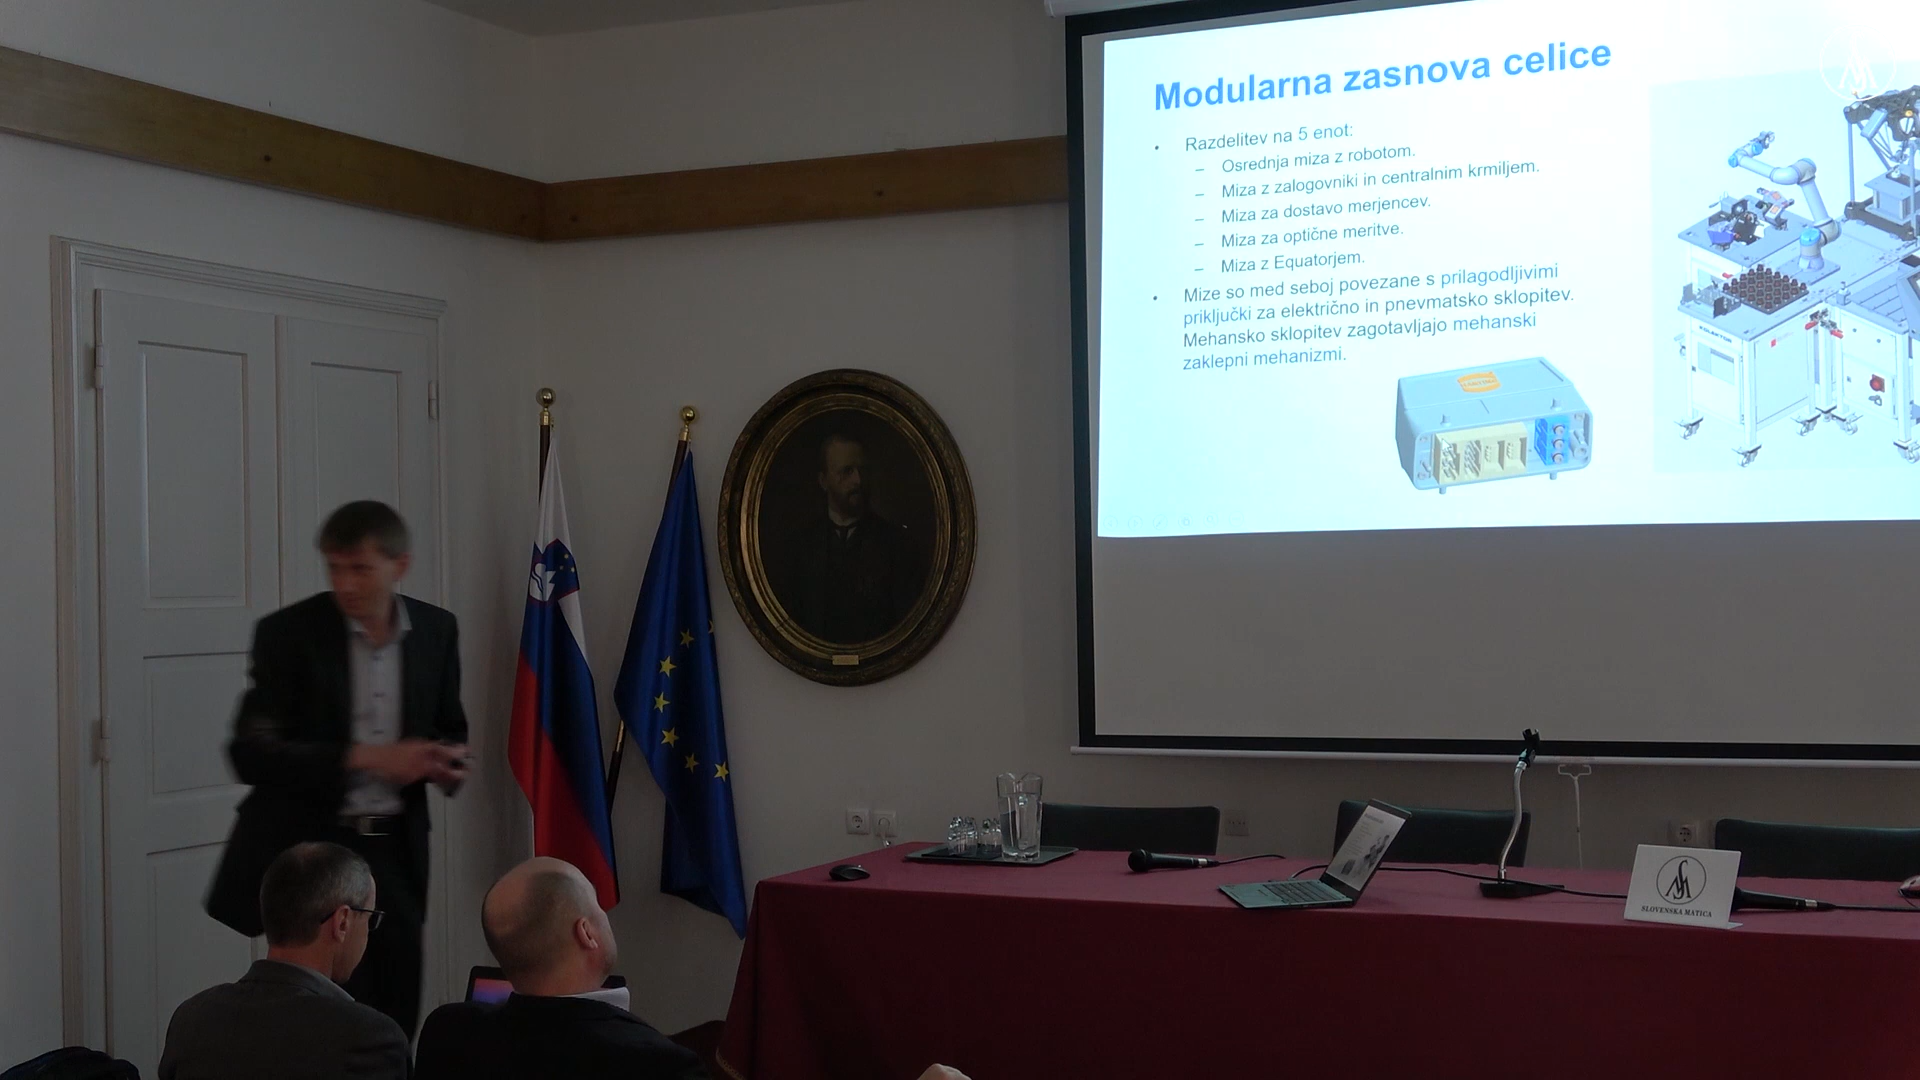 Modularna zasnova celice
• Razdelitev na 5 enot:
– Osrednja miza z robotom.
– Miza z zalogovniki in centralnim krmiljem.
– Miza za dostavo merjencev.
– Miza za optične meritve.
– Miza z Equatorjem.
• Mize so med seboj povezane s prilagodljivimi
priključki za električno in pnevmatsko sklopitev.
Mehansko sklopitev zagotavljajo mehanski
zaklepni mehanizmi.
KOLEKTOR
SLOVENSKA MATICA